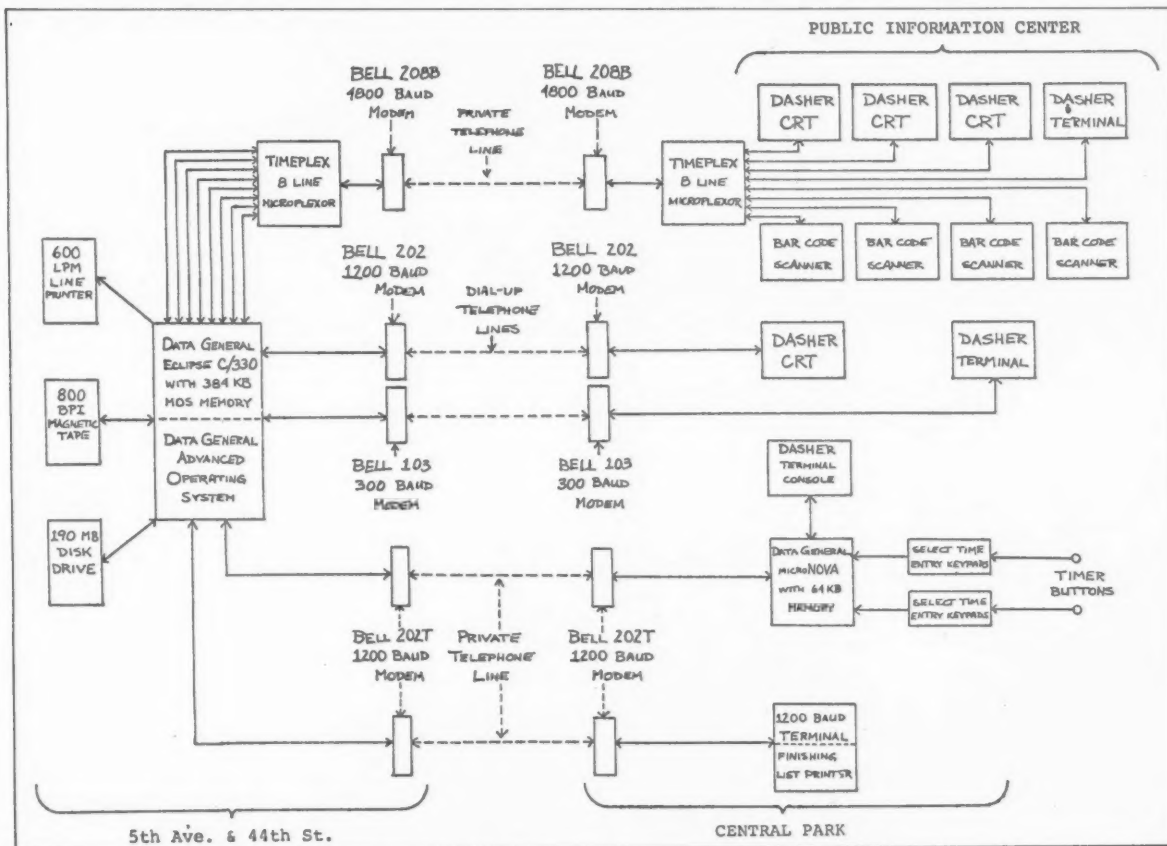 PUBLIC INFORMATION CENTER
BELL 208B
4800 BAUD
MODEM
BELL 208B
4800 BAUD
MODEM
PRIVATE
TELEPHONE
LINE
TIMEPLEX
8 LINE
MICROPLEXOR
TIMEPLEX
8 LINE
MICROPLEXOR
DASHER
CRT
DASHER
CRT
DASHER
CRT
DASHER
TERMINAL
BAR CODE
SCANNER
BAR CODE
SCANNER
BAR CODE
SCANNER
BAR CODE
SCANNER
600
LPM
LINE
PRINTER
BELL 202
1200 BAUD
MODEM
DIAL-UP
TELEPHONE
LINES
BELL 202
1200 BAUD
MODEM
DATA GENERAL
ECLIPSE C/330
WITH 384 KB
MOS MEMORY
DATA GENERAL
ADVANCED
OPERATING
SYSTEM
DASHER
CRT
DASHER
TERMINAL
800
BPI
MAGNETIC
TAPE
BELL 103
300 BAUD
MODEM
BELL 103
300 BAUD
MODEM
DASHER
TERMINAL
CONSOLE
190 MB
DISK
DRIVE
DATA GENERAL
MICRONOVA
WITH 64 KB
MEMORY
SELECT TIME
ENTRY KEYPADS
SELECT TIME
ENTRY KEYPADS
TIMER
BUTTONS
BELL 202T
1200 BAUD
MODEM
PRIVATE
TELEPHONE
LINE
BELL 202T
1200 BAUD
MODEM
1200 BAUD
TERMINAL
FINISHING
LIST PRINTSR
5th Ave. & 44th St.
CENTRAL PARK